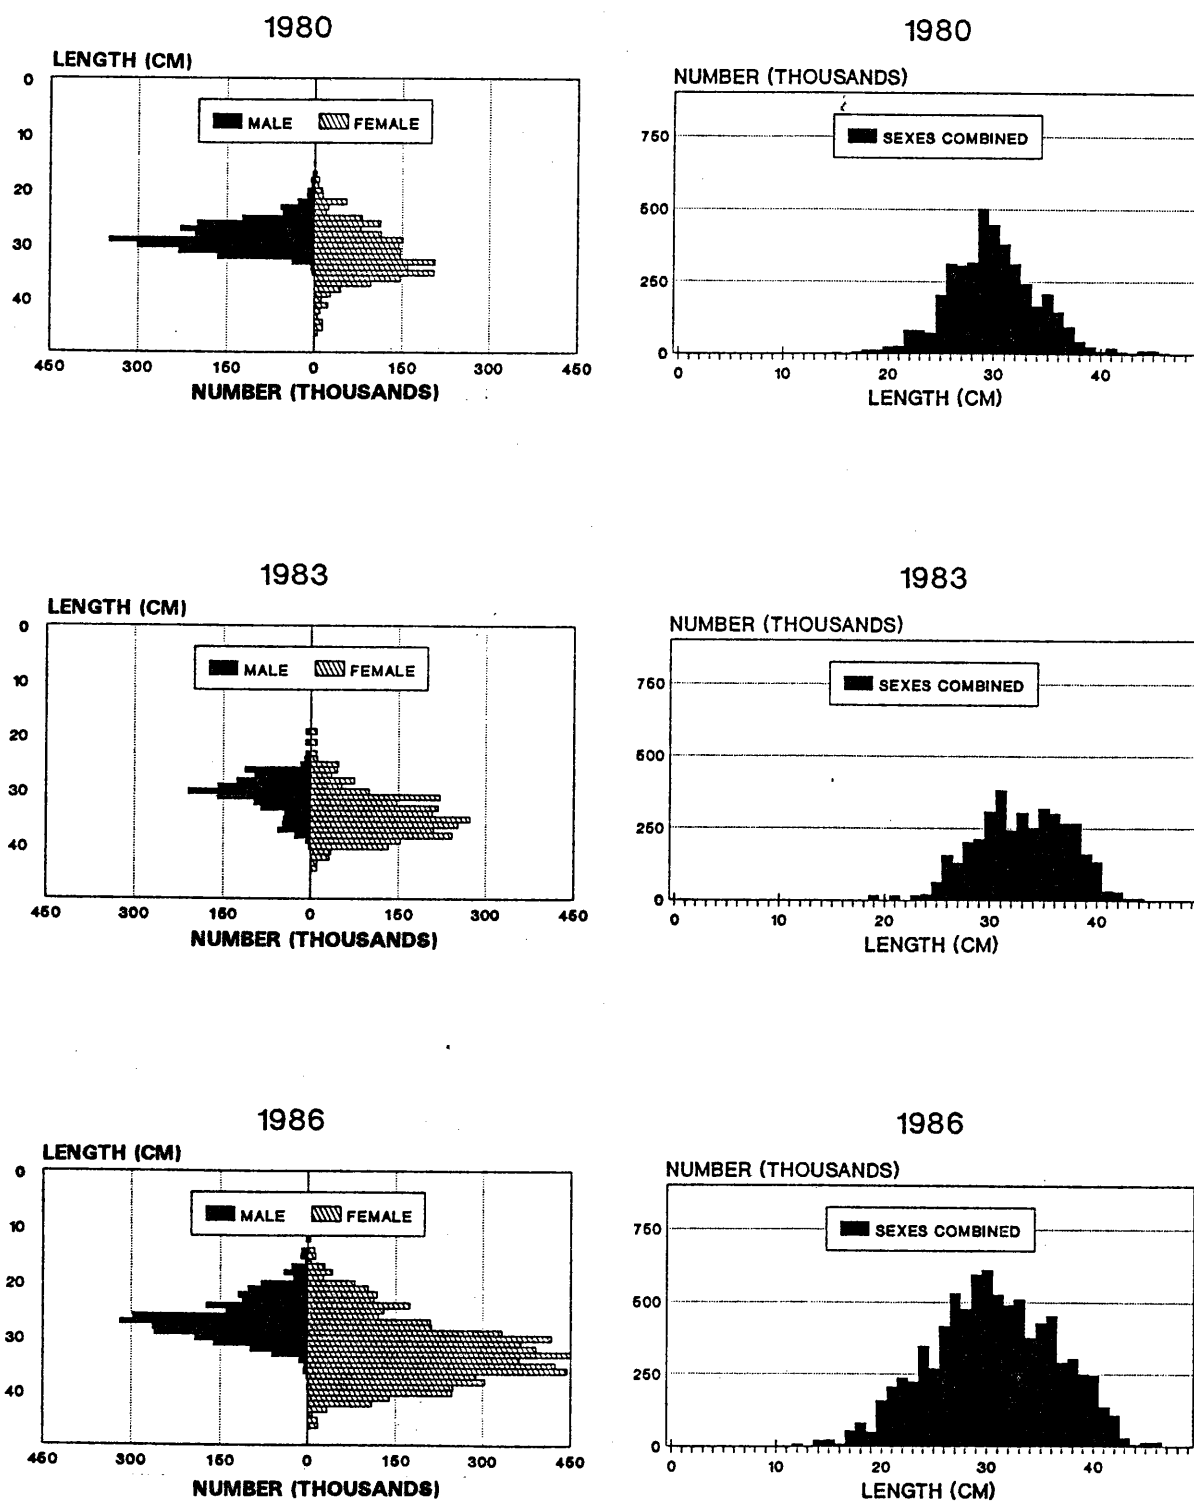 1980
LENGTH (CM)
0
MALE FEMALE
10
20
30
40
450 300 150 0 150 300 450
NUMBER (THOUSANDS)
1980
NUMBER (THOUSANDS)
750
SEXES COMBINED
500
250
0
0 10 20 30 40
LENGTH (CM)
1983
LENGTH (CM)
0
MALE FEMALE
10
20
30
40
450 300 150 0 150 300 450
NUMBER (THOUSANDS)
1983
NUMBER (THOUSANDS)
750
SEXES COMBINED
500
250
0
0 10 20 30 40
LENGTH (CM)
1986
LENGTH (CM)
0
MALE FEMALE
10
20
30
40
450 300 150 0 150 300 450
NUMBER (THOUSANDS)
1986
NUMBER (THOUSANDS)
750
SEXES COMBINED
500
250
0
0 10 20 30 40
LENGTH (CM)